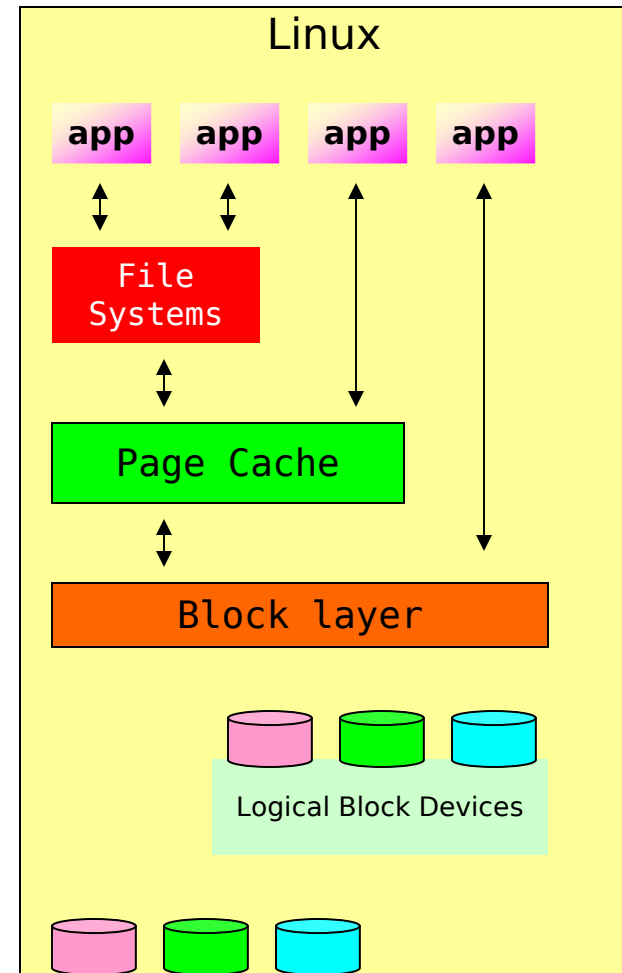 Linux
app app app app
File
Systems
Page Cache
Block layer
Logical Block Devices